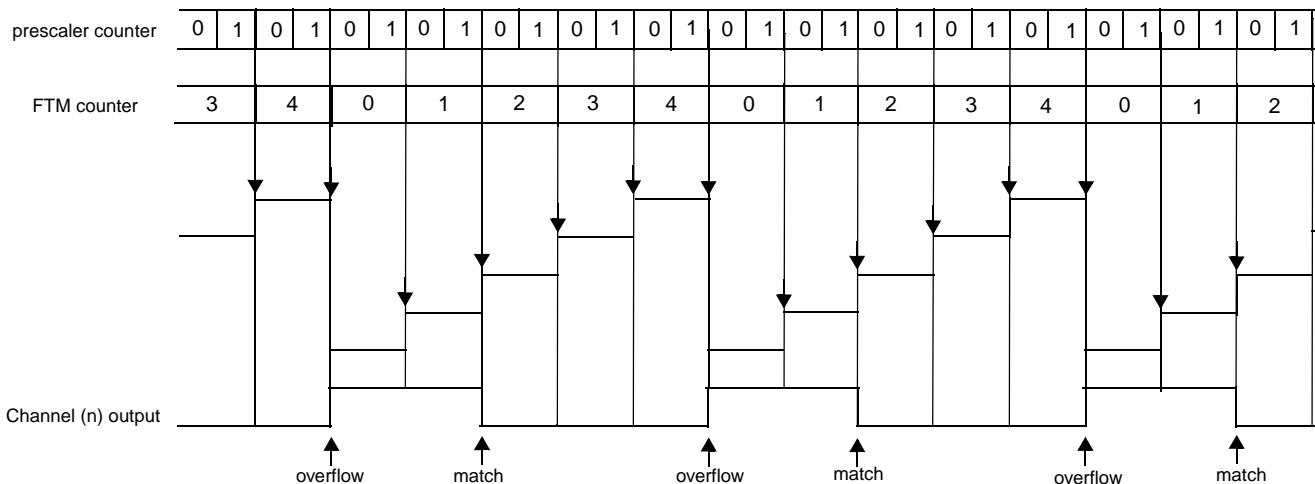 prescaler counter 0 1 0 1 0 1 0 1 0 1 0 1 0 1 0 1 0 1 0 1 0 1 0 1 0 1 0 1 0 1
FTM counter 3 4 0 1 2 3 4 0 1 2 3 4 0 1 2
Channel (n) output
overflow match overflow match overflow match